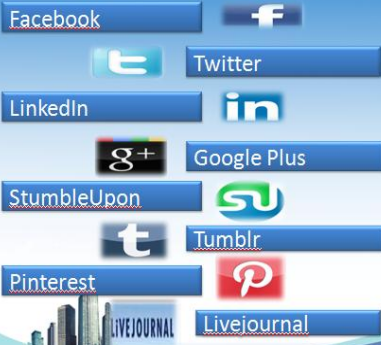 Facebook
f
t
Twitter
LinkedIn
in
g+
Google Plus
StumbleUpon
su
t
Tumblr
Pinterest
p
LIVEJOURNAL
Livejournal